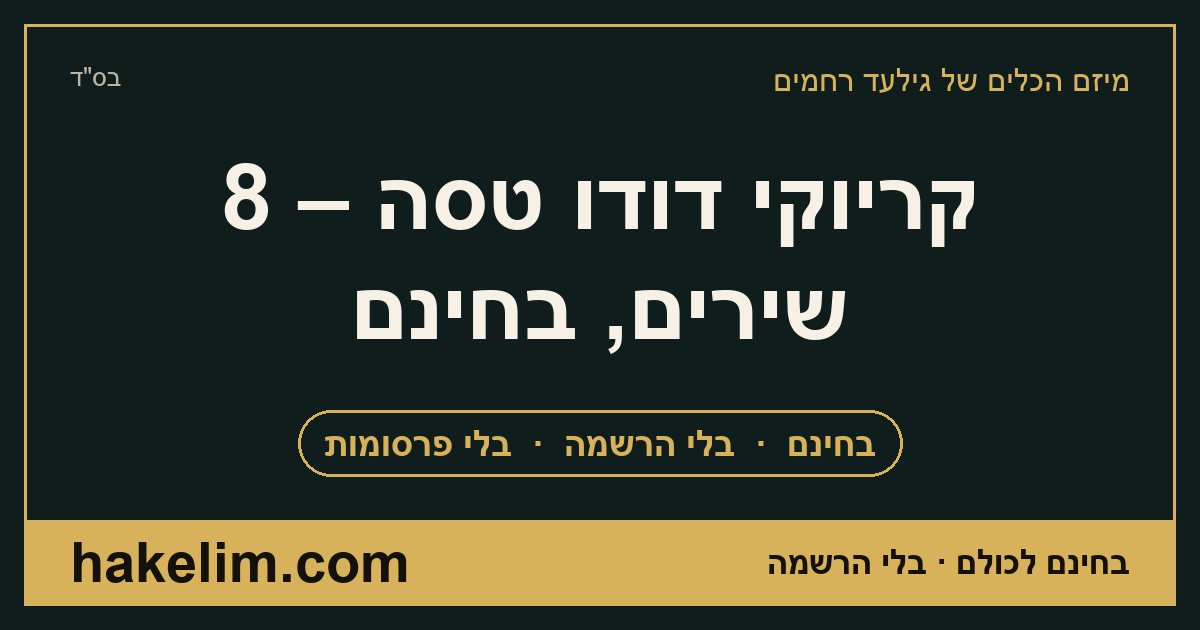 מיזם הכלים של גילעד רחמים
בס"ד
קריוקי דודו טסה – 8
שירים, בחינם
בחינם · בלי הרשמה · בלי פרסומות
בחינם לכולם · בלי הרשמה
hakelim.com